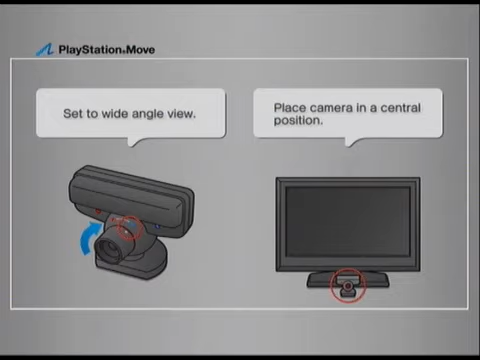 PlayStation®Move
Set to wide angle view.
Place camera in a central
position.